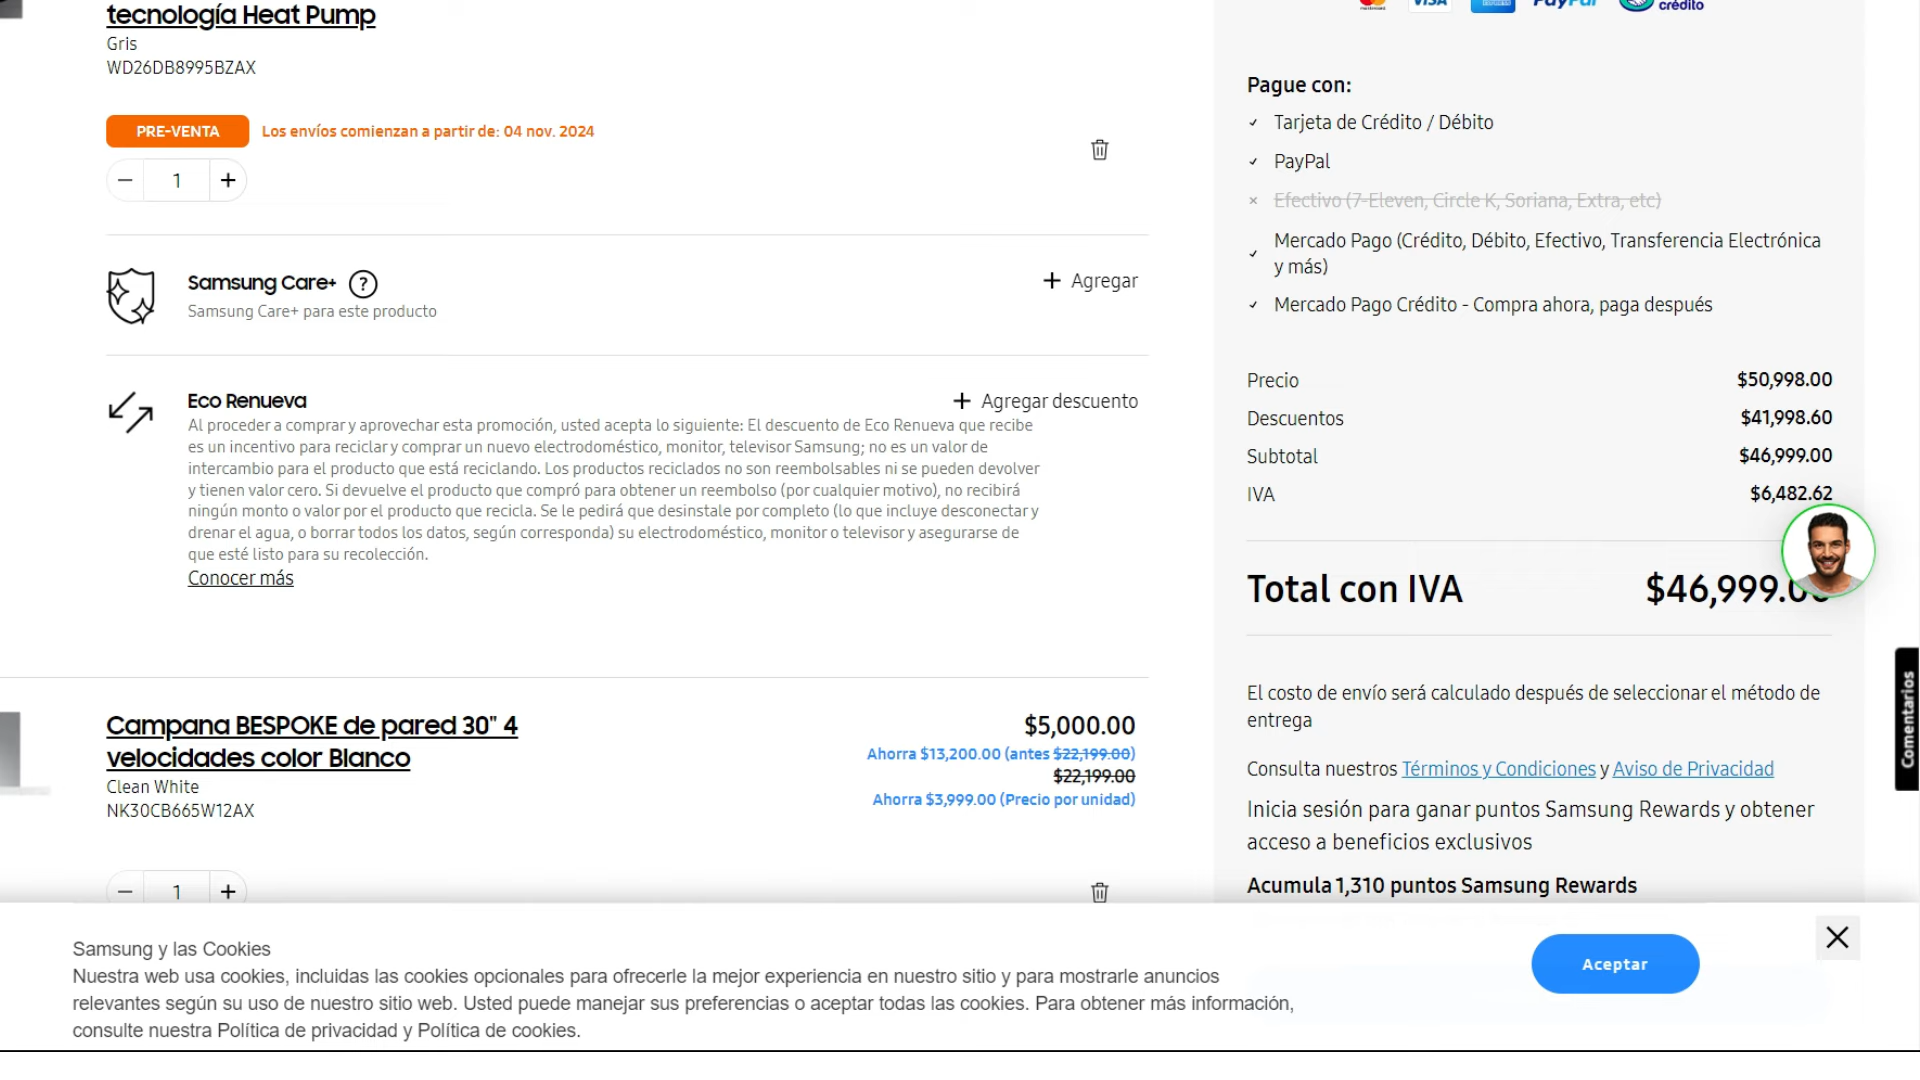 tecnología Heat Pump
Gris
WD26DB8995BZAX
PRE-VENTA Los envíos comienzan a partir de: 04 nov. 2024
1
Samsung Care+ ?
+ Agregar
Samsung Care+ para este producto
Eco Renueva
+ Agregar descuento
Al proceder a comprar y aprovechar esta promoción, usted acepta lo siguiente: El descuento de Eco Renueva que recibe
es un incentivo para reciclar y comprar un nuevo electrodoméstico, monitor, televisor Samsung; no es un valor de
intercambio para el producto que está reciclando. Los productos reciclados no son reembolsables ni se pueden devolver
y tienen valor cero. Si devuelve el producto que compró para obtener un reembolso (por cualquier motivo), no recibirá
ningún monto o valor por el producto que recicla. Se le pedirá que desinstale por completo (lo que incluye desconectar y
drenar el agua, o borrar todos los datos, según corresponda) su electrodoméstico, monitor o televisor y asegurarse de
que esté listo para su recolección.
Conocer más
Campana BESPOKE de pared 30" 4
velocidades color Blanco
Clean White
NK30CB665W12AX
$5,000.00
Ahorra $13,200.00 (antes $22,199.00)
$22,199.00
Ahorra $3,999.00 (Precio por unidad)
1
VISA
PayPal
crédito
Pague con:
Tarjeta de Crédito / Débito
PayPal
Efectivo (7-Eleven, Circle K, Soriana, Extra, etc)
Mercado Pago (Crédito, Débito, Efectivo, Transferencia Electrónica
y más)
Mercado Pago Crédito - Compra ahora, paga después
Precio $50,998.00
Descuentos $41,998.60
Subtotal $46,999.00
IVA $6,482.62
Total con IVA $46,999.00
El costo de envío será calculado después de seleccionar el método de
entrega
Consulta nuestros Términos y Condiciones y Aviso de Privacidad
Inicia sesión para ganar puntos Samsung Rewards y obtener
acceso a beneficios exclusivos
Acumula 1,310 puntos Samsung Rewards
Comentarios
Samsung y las Cookies
Nuestra web usa cookies, incluidas las cookies opcionales para ofrecerle la mejor experiencia en nuestro sitio y para mostrarle anuncios
relevantes según su uso de nuestro sitio web. Usted puede manejar sus preferencias o aceptar todas las cookies. Para obtener más información,
consulte nuestra Política de privacidad y Política de cookies.
Aceptar